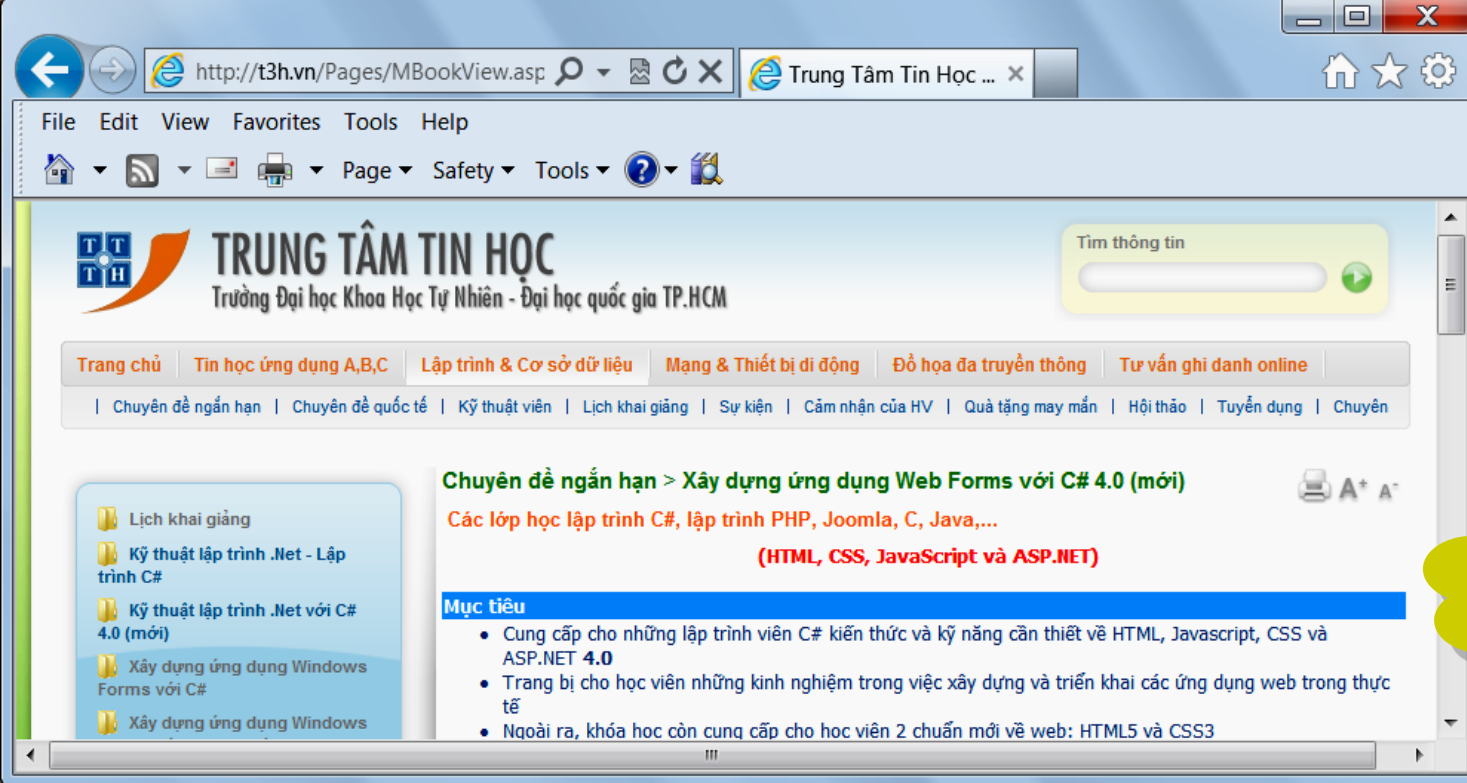 http://t3h.vn/Pages/MBookView.asp
Trung Tâm Tin Học ...
File Edit View Favorites Tools Help
Page Safety Tools
TRUNG TÂM TIN HỌC
Trường Đại học Khoa Học Tự Nhiên - Đại học quốc gia TP.HCM
T T
T H
Tìm thông tin
Trang chủ Tin học ứng dụng A,B,C Lập trình & Cơ sở dữ liệu Mạng & Thiết bị di động Đồ họa đa truyền thông Tư vấn ghi danh online
| Chuyên đề ngắn hạn | Chuyên đề quốc tế | Kỹ thuật viên | Lịch khai giảng | Sự kiện | Cảm nhận của HV | Quà tặng may mắn | Hội thảo | Tuyển dụng | Chuyên
Lịch khai giảng
Kỹ thuật lập trình .Net - Lập
trình C#
Kỹ thuật lập trình .Net với C#
4.0 (mới)
Xây dựng ứng dụng Windows
Forms với C#
Xây dựng ứng dụng Windows
Chuyên đề ngắn hạn > Xây dựng ứng dụng Web Forms với C# 4.0 (mới)
A+ A-
Các lớp học lập trình C#, lập trình PHP, Joomla, C, Java,...
(HTML, CSS, JavaScript và ASP.NET)
Mục tiêu
• Cung cấp cho những lập trình viên C# kiến thức và kỹ năng cần thiết về HTML, Javascript, CSS và
ASP.NET 4.0
• Trang bị cho học viên những kinh nghiệm trong việc xây dựng và triển khai các ứng dụng web trong thực
tế
• Ngoài ra, khóa học còn cung cấp cho học viên 2 chuẩn mới về web: HTML5 và CSS3